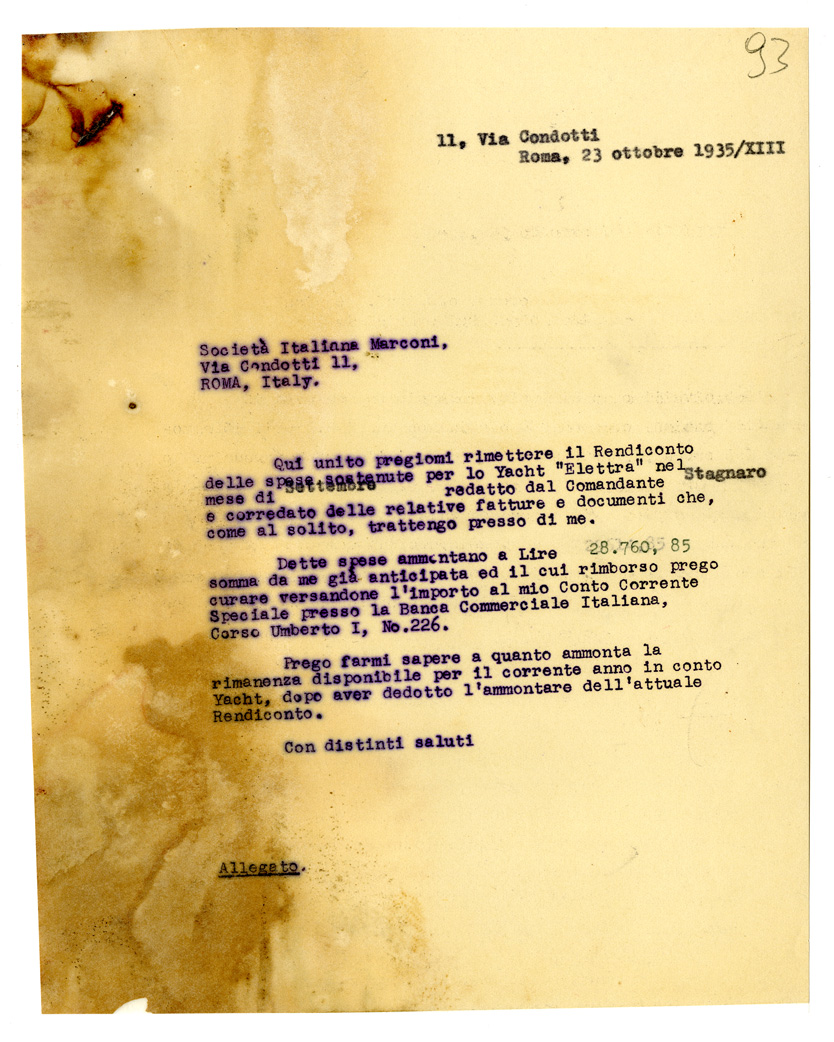 93
11, Via Condotti
Roma, 23 ottobre 1935/XIII
Società Italiana Marconi,
Via Condotti 11,
ROMA, Italy.
Qui unito pregiomi rimettere il Rendiconto
delle spese sostenute per lo Yacht "Elettra" nel
mese di Settembre redatto dal Comandante Stagnaro
e corredato delle relative fatture e documenti che,
come al solito, trattengo presso di me.
Dette spese ammontano a Lire 28.760, 85
somma da me già anticipata ed il cui rimborso prego
curare versandone l'importo al mio Conto Corrente
Speciale presso la Banca Commerciale Italiana,
Corso Umberto I, No.226.
Prego farmi sapere a quanto ammonta la
rimanenza disponibile per il corrente anno in conto
Yacht, dopo aver dedotto l'ammontare dell'attuale
Rendiconto.
Con distinti saluti
Allegato.